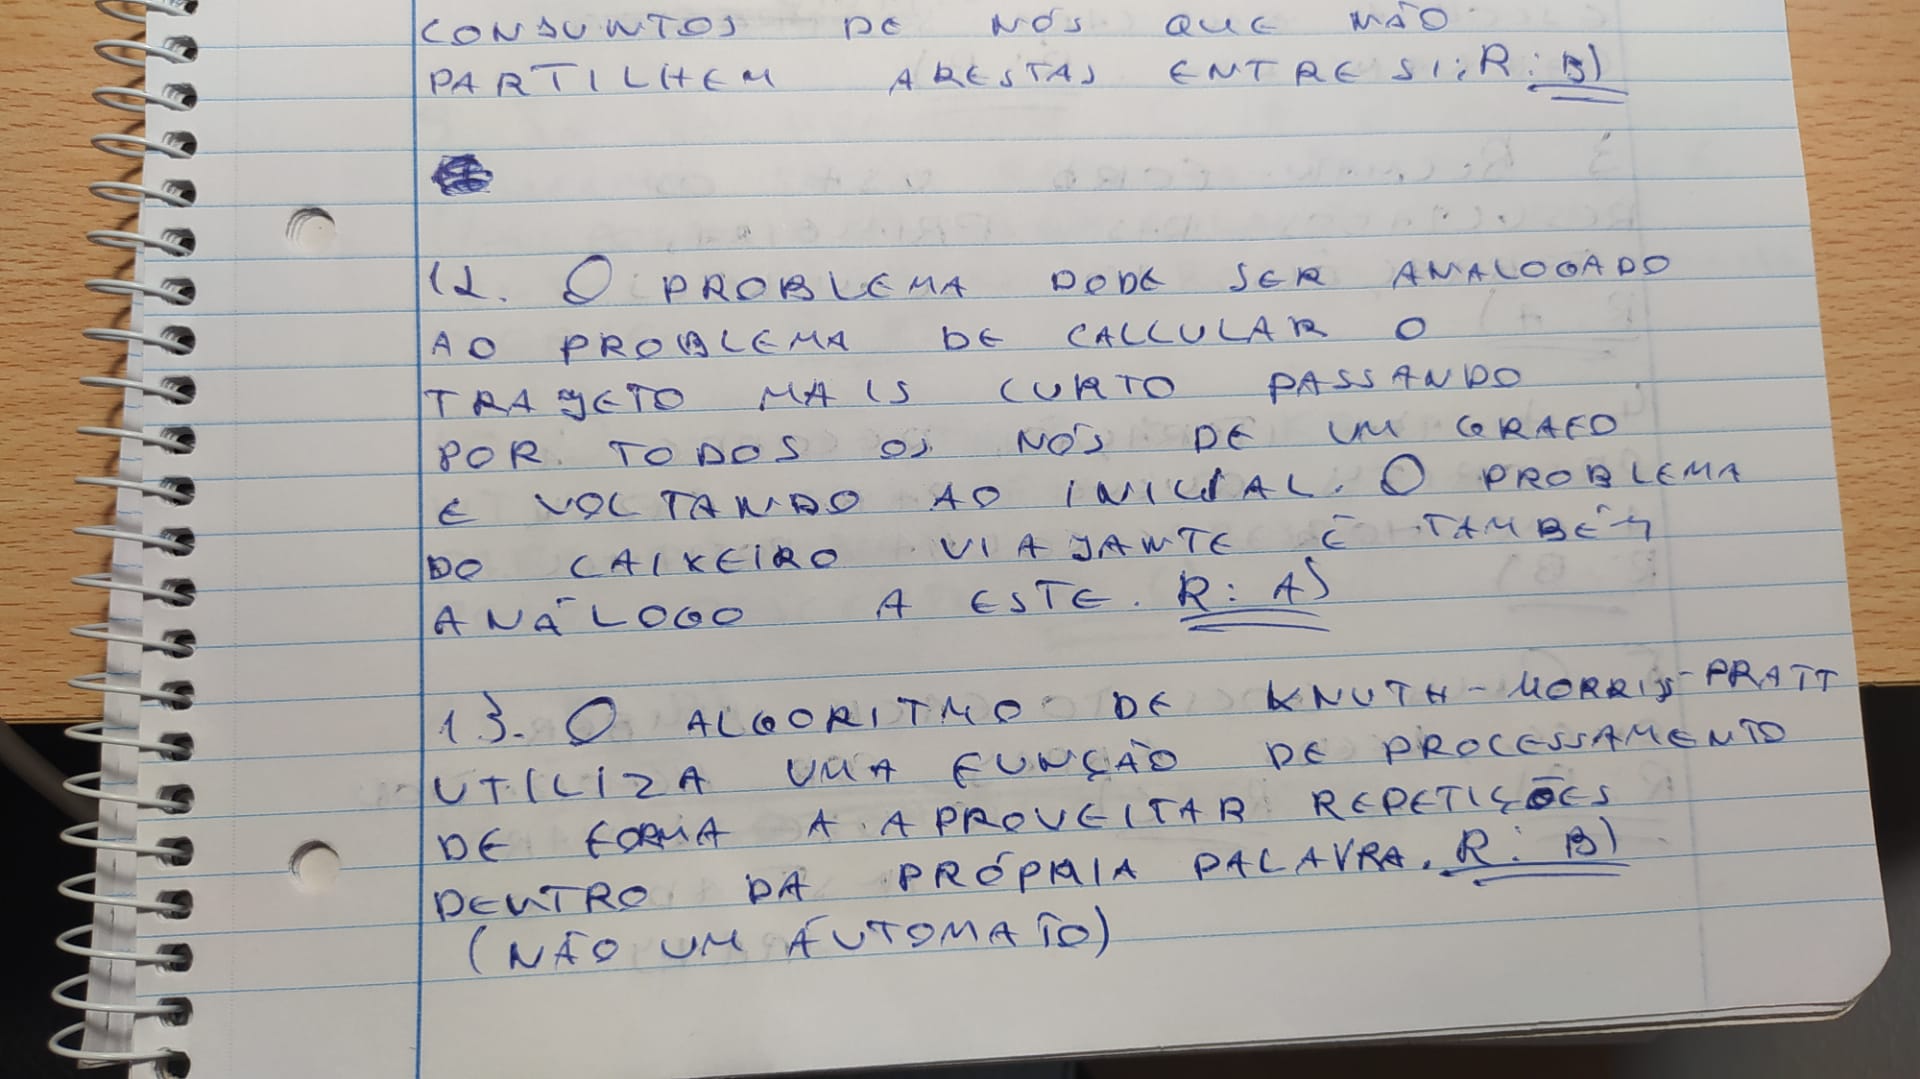 CONJUNTOS DE NÓS QUE NÃO
PARTILHEM ARESTAS ENTRE SI; R: B)
12. O PROBLEMA PODE SER ANALOGADO
AO PROBLEMA DE CALCULAR O
TRAJETO MAIS CURTO PASSANDO
POR TODOS OS NÓS DE UM GRAFO
E VOLTANDO AO INICIAL. O PROBLEMA
DO CAIXEIRO VIAJANTE É TAMBÉM
ANÁLOGO A ESTE. R: A)
13. O ALGORITMO DE KNUTH-MORRIS-PRATT
UTILIZA UMA FUNÇÃO DE PROCESSAMENTO
DE FORMA A APROVEITAR REPETIÇÕES
DENTRO DA PRÓPRIA PALAVRA. R: B)
(NÃO UM ÁUTOMATO)